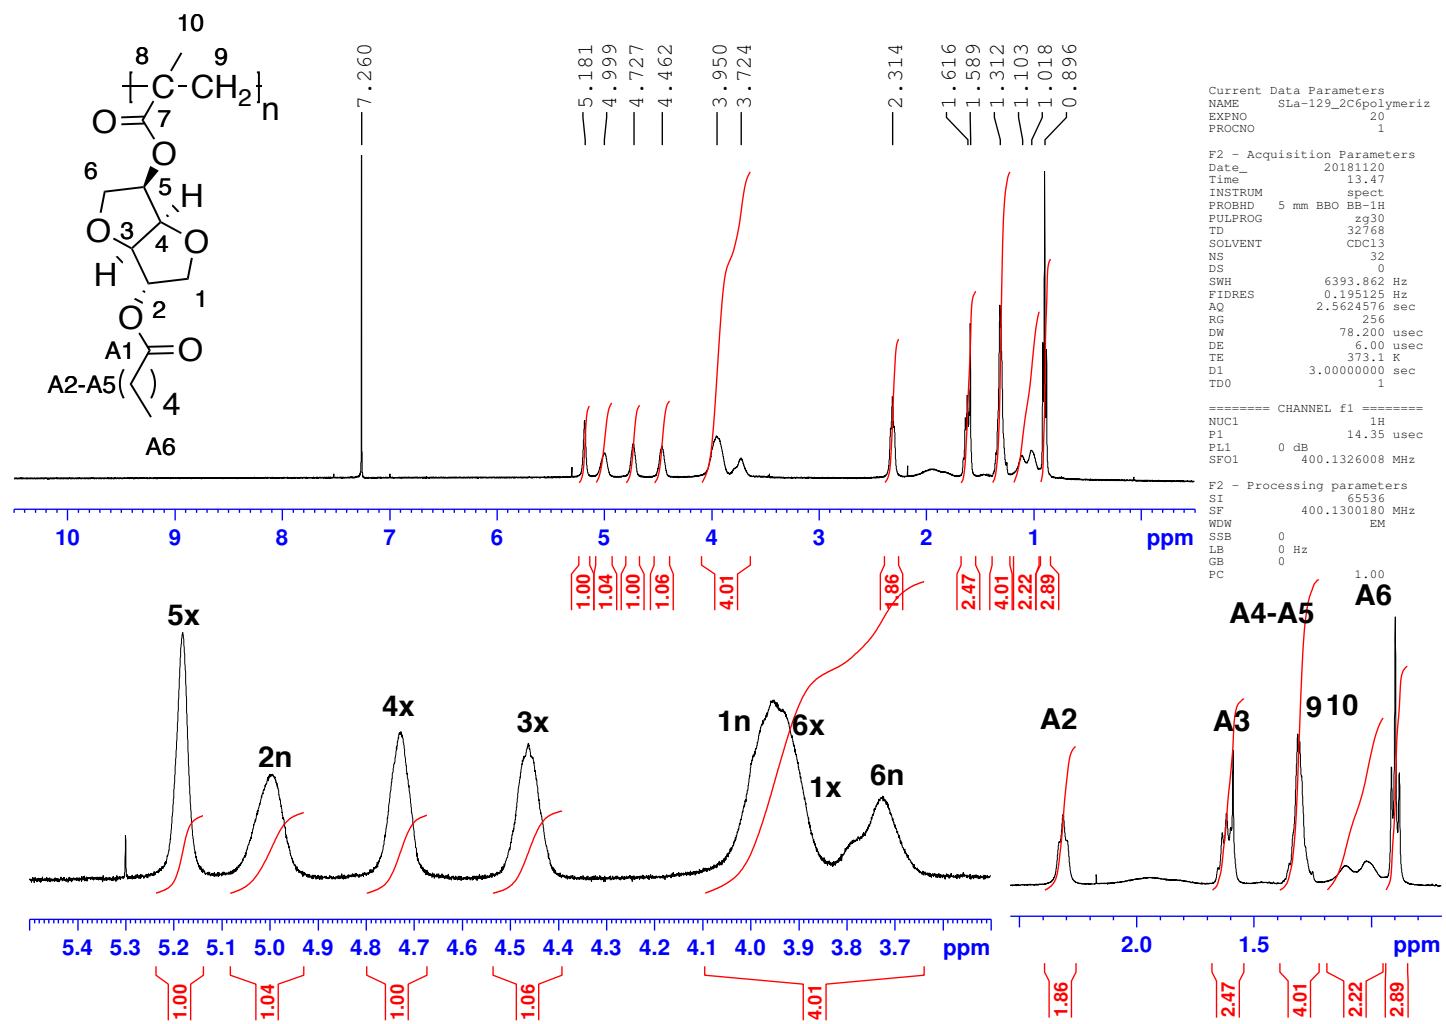 10
8
9
C
CH2
n
O
7
O
6
5
H
O
3
4
O
H
1
2
O
A1
O
A2-A5
4
A6
7.260
5.181
4.999
4.727
4.462
3.950
3.724
2.314
1.616
1.589
1.312
1.103
1.018
0.896
Current Data Parameters
NAME SLa-129_2C6polymeriz
EXPNO 20
PROCNO 1
F2 - Acquisition Parameters
Date_ 20181120
Time 13.47
INSTRUM spect
PROBHD 5 mm BBO BB-1H
PULPROG zg30
TD 32768
SOLVENT CDCl3
NS 32
DS 0
SWH 6393.862 Hz
FIDRES 0.195125 Hz
AQ 2.5624576 sec
RG 256
DW 78.200 usec
DE 6.00 usec
TE 373.1 K
D1 3.00000000 sec
TD0 1
======== CHANNEL f1 ========
NUC1 1H
P1 14.35 usec
PL1 0 dB
SFO1 400.1326008 MHz
F2 - Processing parameters
SI 65536
SF 400.1300180 MHz
WDW EM
SSB 0
LB 0 Hz
GB 0
PC 1.00
10 9 8 7 6 5 4 3 2 1 ppm
1.00 1.04 1.00 1.06 4.01 1.86 2.47 4.01 2.22 2.89
5x
2n
4x
3x
1n
6x
1x
6n
A2
A3
A4-A5
9
10
A6
5.4 5.3 5.2 5.1 5.0 4.9 4.8 4.7 4.6 4.5 4.4 4.3 4.2 4.1 4.0 3.9 3.8 3.7 ppm
1.00 1.04 1.00 1.06 4.01
2.0 1.5 ppm
1.86 2.47 4.01 2.22 2.89